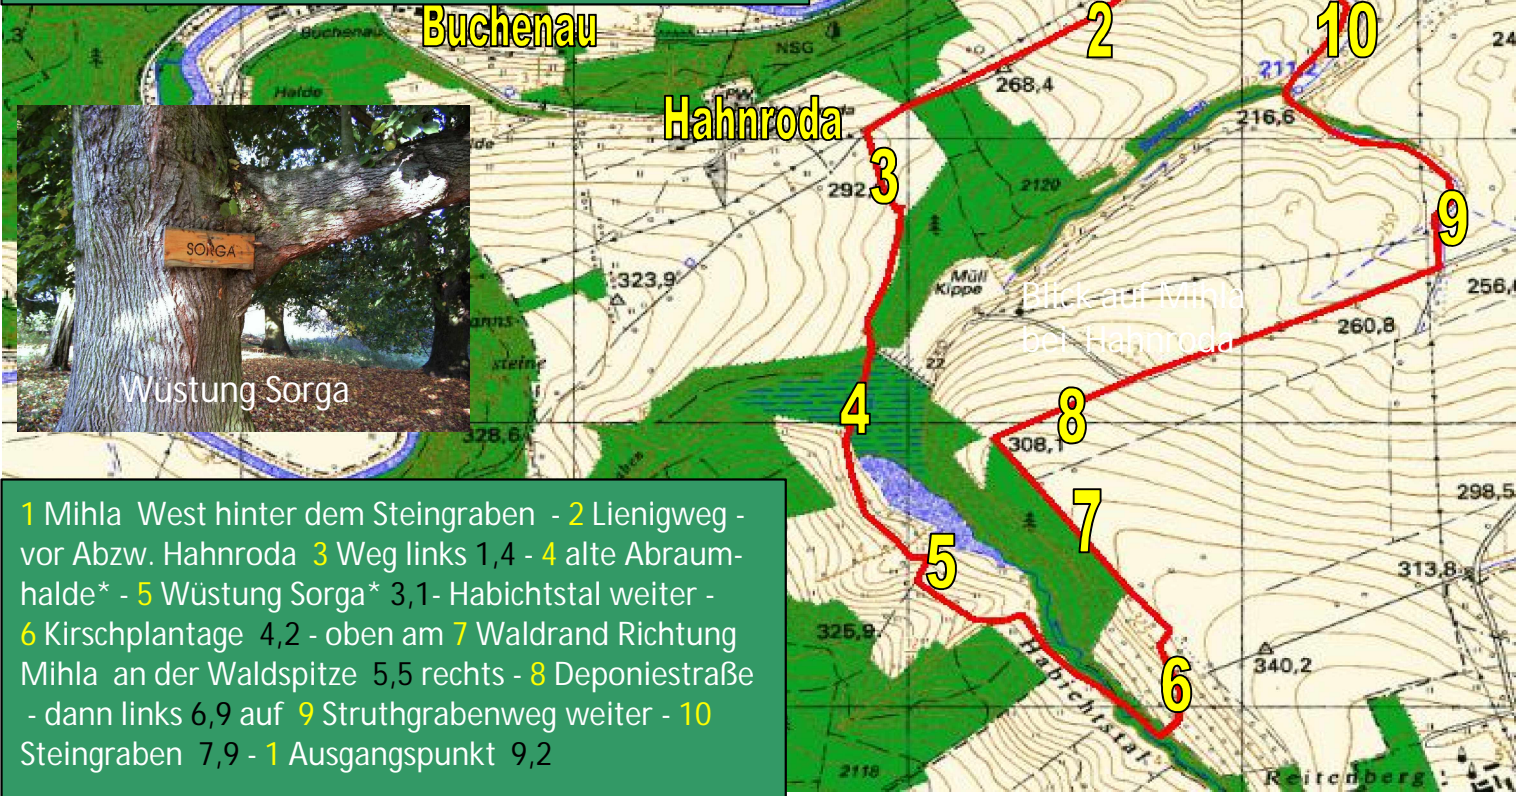 Buchenau
2
10
Buchenau
NSG
268,4
211,2
Halde
PW
Hahnroda
216,6
3
292,
2120
SORGA
9
323,9
Müll
Kippe
Blick auf Mihla
bei Hahnroda
256,
260,8
steine
22
Wüstung Sorga
4
8
328,6
308,1
298,5
7
5
313,8
325,9
340,2
6
Habichtstal
2118
Reitenberg
1 Mihla West hinter dem Steingraben - 2 Lienigweg -
vor Abzw. Hahnroda 3 Weg links 1,4 - 4 alte Abraum-
halde* - 5 Wüstung Sorga* 3,1- Habichtstal weiter -
6 Kirschplantage 4,2 - oben am 7 Waldrand Richtung
Mihla an der Waldspitze 5,5 rechts - 8 Deponiestraße
- dann links 6,9 auf 9 Struthgrabenweg weiter - 10
Steingraben 7,9 - 1 Ausgangspunkt 9,2